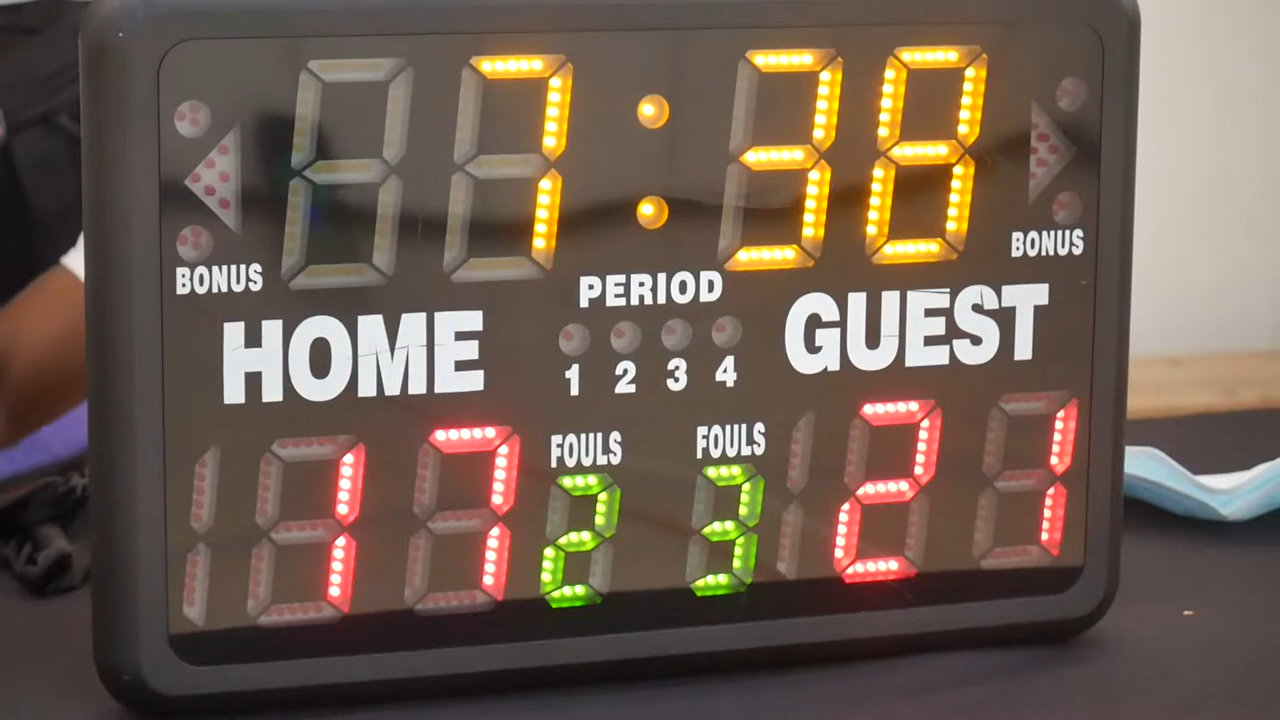 7:38
BONUS
BONUS
PERIOD
HOME
GUEST
1 2 3 4
FOULS
FOULS
17
2
3
21